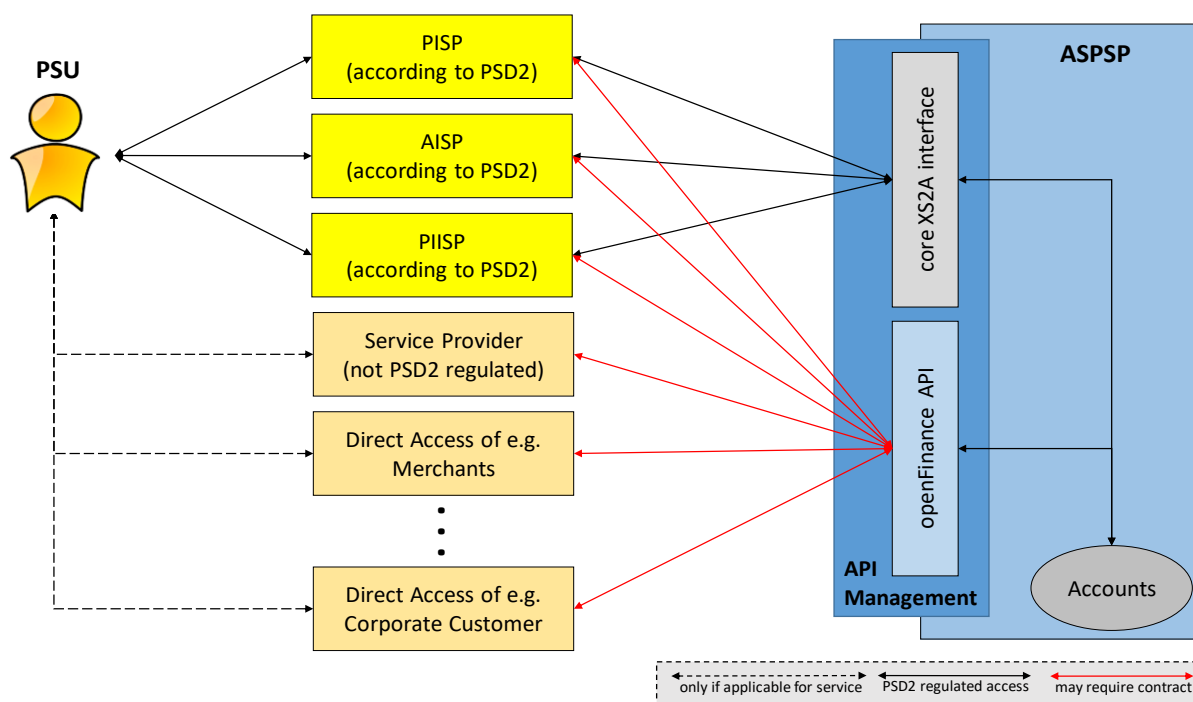 PSU
PISP
(according to PSD2)
AISP
(according to PSD2)
PIISP
(according to PSD2)
Service Provider
(not PSD2 regulated)
Direct Access of e.g.
Merchants
Direct Access of e.g.
Corporate Customer
ASPSP
core XS2A interface
openFinance API
API
Management
Accounts
only if applicable for service
PSD2 regulated access
may require contract